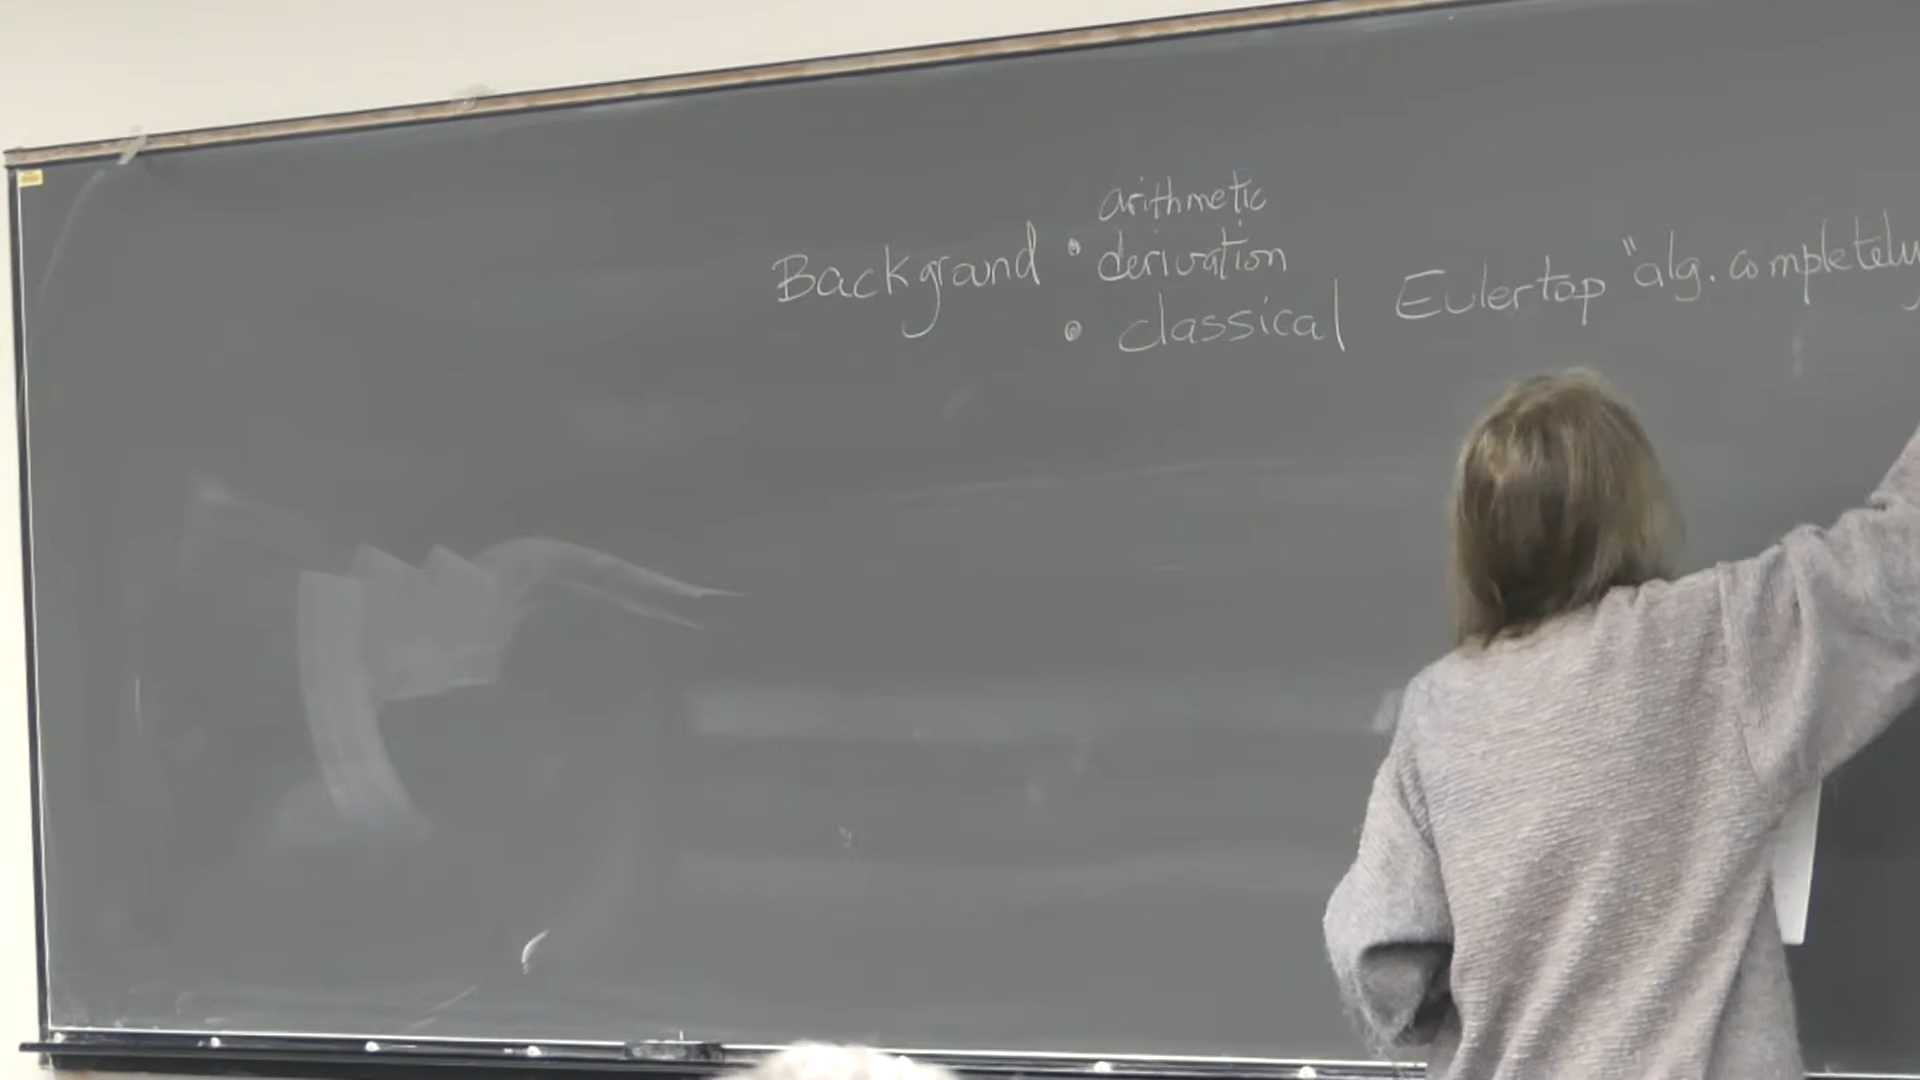 arithmetic
Background • derivation
• classical Euler top "alg. completely